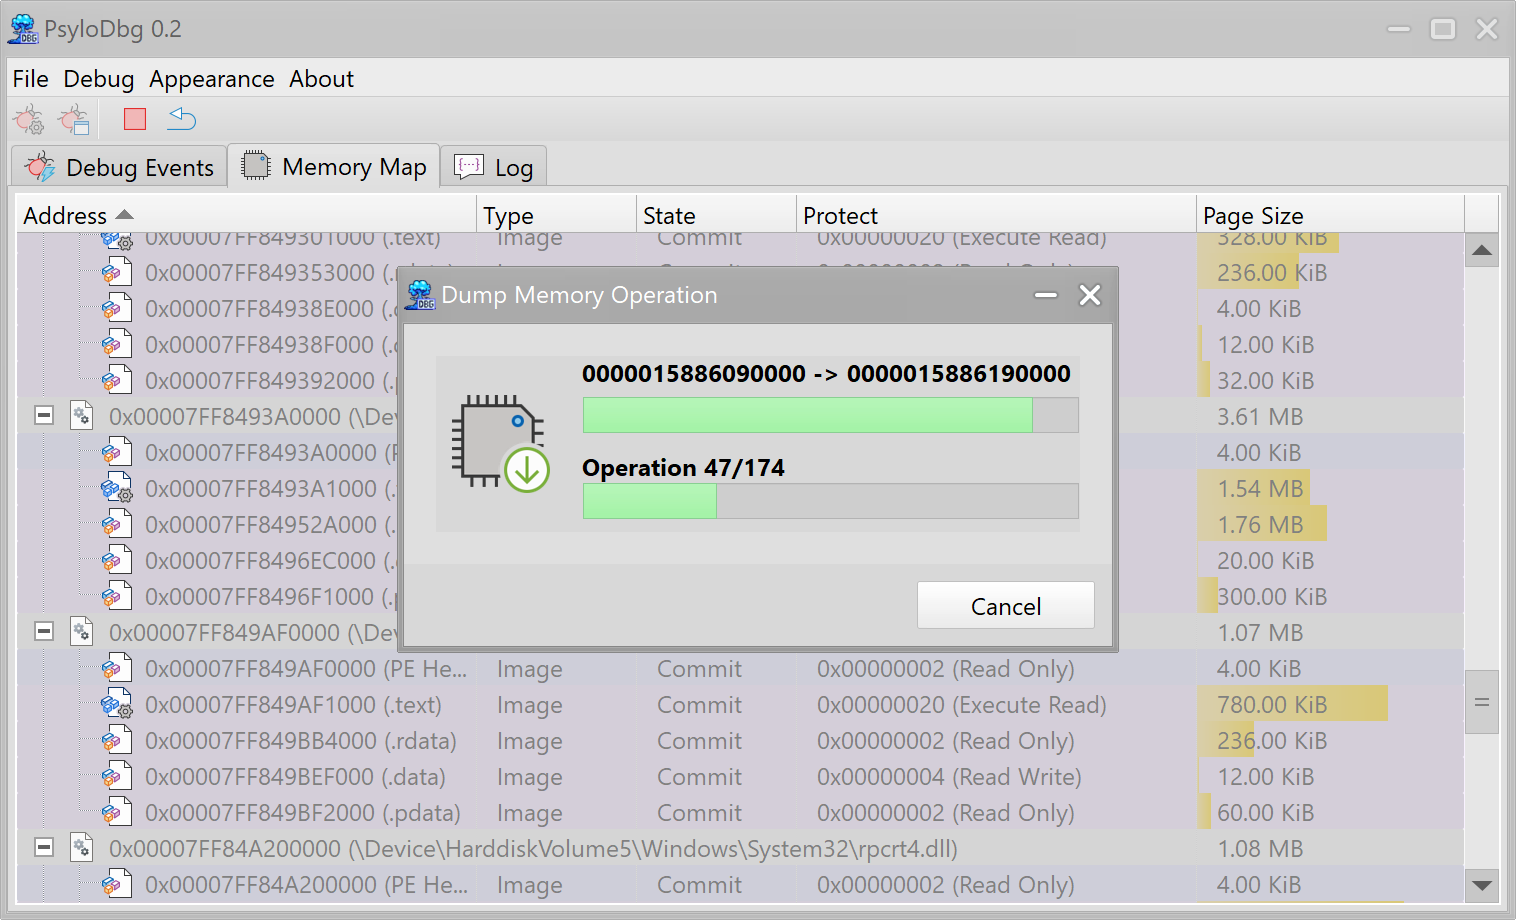 PsyloDbg 0.2
File Debug Appearance About
Debug Events Memory Map Log
Address Type State Protect Page Size
0x00007FF849301000 (.text) Image Commit 0x00000020 (Execute Read) 328.00 KiB
0x00007FF849353000 236.00 KiB
0x00007FF84938E000 4.00 KiB
0x00007FF84938F000 12.00 KiB
0x00007FF849392000 32.00 KiB
0x00007FF8493A0000 (\Dev 3.61 MB
0x00007FF8493A0000 4.00 KiB
0x00007FF8493A1000 1.54 MB
0x00007FF84952A000 1.76 MB
0x00007FF8496EC000 20.00 KiB
0x00007FF8496F1000 300.00 KiB
0x00007FF849AF0000 (\Dev 1.07 MB
0x00007FF849AF0000 (PE He... Image Commit 0x00000002 (Read Only) 4.00 KiB
0x00007FF849AF1000 (.text) Image Commit 0x00000020 (Execute Read) 780.00 KiB
0x00007FF849BB4000 (.rdata) Image Commit 0x00000002 (Read Only) 236.00 KiB
0x00007FF849BEF000 (.data) Image Commit 0x00000004 (Read Write) 12.00 KiB
0x00007FF849BF2000 (.pdata) Image Commit 0x00000002 (Read Only) 60.00 KiB
0x00007FF84A200000 (\Device\HarddiskVolume5\Windows\System32\rpcrt4.dll) 1.08 MB
0x00007FF84A200000 (PE He... Image Commit 0x00000002 (Read Only) 4.00 KiB
Dump Memory Operation
0000015886090000 -> 0000015886190000
Operation 47/174
Cancel